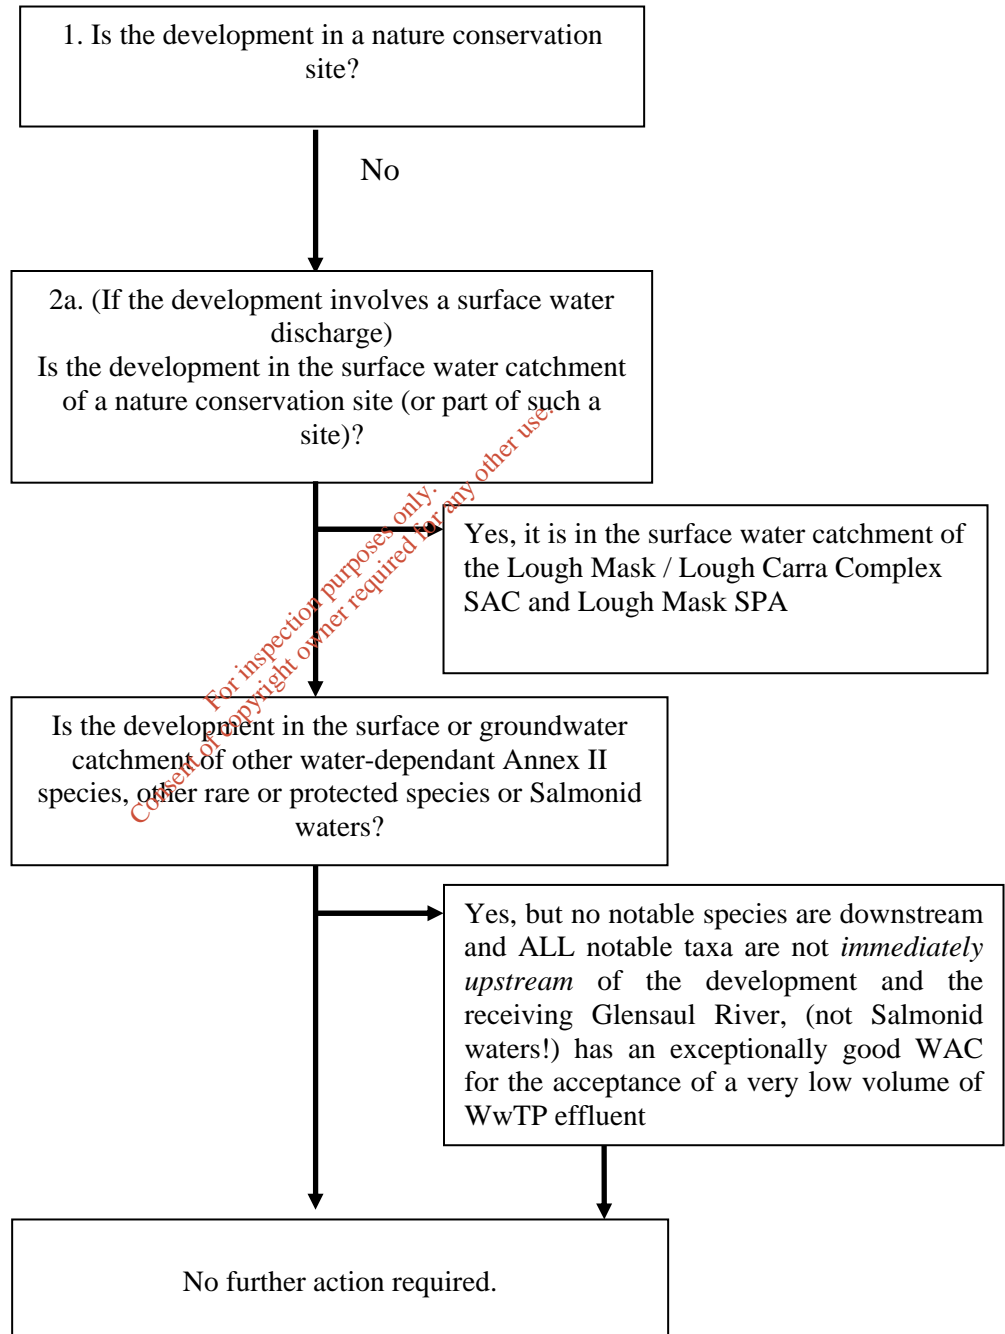 1. Is the development in a nature conservation
site?
No
2a. (If the development involves a surface water
discharge)
Is the development in the surface water catchment
of a nature conservation site (or part of such a
site)?
Yes, it is in the surface water catchment of
the Lough Mask / Lough Carra Complex
SAC and Lough Mask SPA
For inspection purposes only.
Consent of copyright owner required for any other use.
Is the development in the surface or groundwater
catchment of other water-dependant Annex II
species, other rare or protected species or Salmonid
waters?
Yes, but no notable species are downstream
and ALL notable taxa are not immediately
upstream of the development and the
receiving Glensaul River, (not Salmonid
waters!) has an exceptionally good WAC
for the acceptance of a very low volume of
WwTP effluent
No further action required.